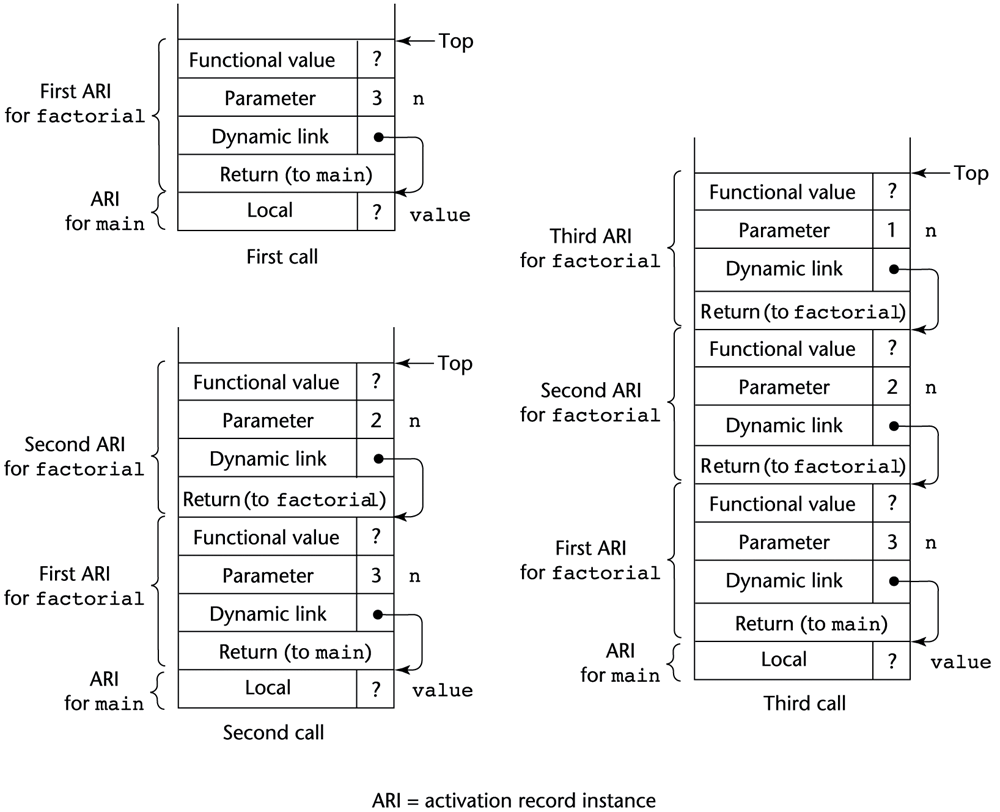 Top
Functional value ?
First ARI
for factorial
Parameter 3 n
Dynamic link
Return (to main)
ARI
for main
Local ? value
First call
Top
Functional value ?
Parameter 2 n
Second ARI
for factorial
Dynamic link
Return (to factorial)
Functional value ?
First ARI
for factorial
Parameter 3 n
Dynamic link
Return (to main)
ARI
for main
Local ? value
Second call
Top
Functional value ?
Third ARI
for factorial
Parameter 1 n
Dynamic link
Return (to factorial)
Functional value ?
Second ARI
for factorial
Parameter 2 n
Dynamic link
Return (to factorial)
Functional value ?
First ARI
for factorial
Parameter 3 n
Dynamic link
Return (to main)
ARI
for main
Local ? value
Third call
ARI = activation record instance